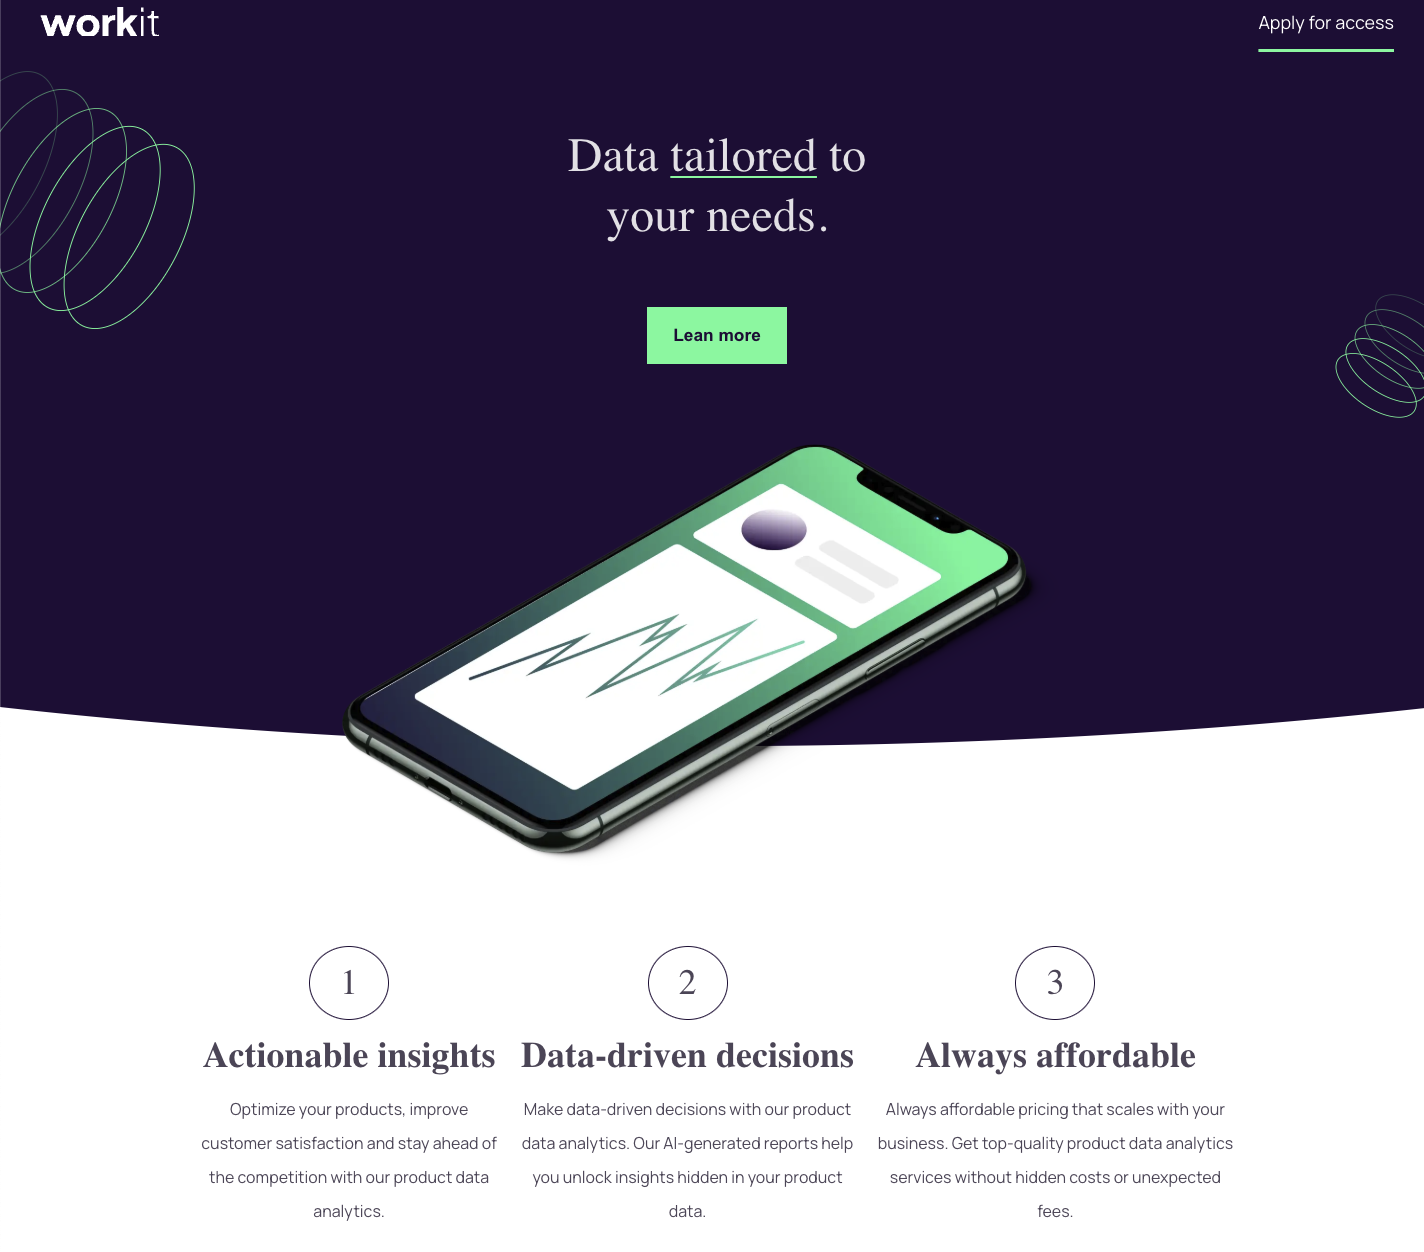 workit
Apply for access
Data tailored to
your needs.
Lean more
1
Actionable insights
Optimize your products, improve
customer satisfaction and stay ahead of
the competition with our product data
analytics.
2
Data-driven decisions
Make data-driven decisions with our product
data analytics. Our AI-generated reports help
you unlock insights hidden in your product
data.
3
Always affordable
Always affordable pricing that scales with your
business. Get top-quality product data analytics
services without hidden costs or unexpected
fees.